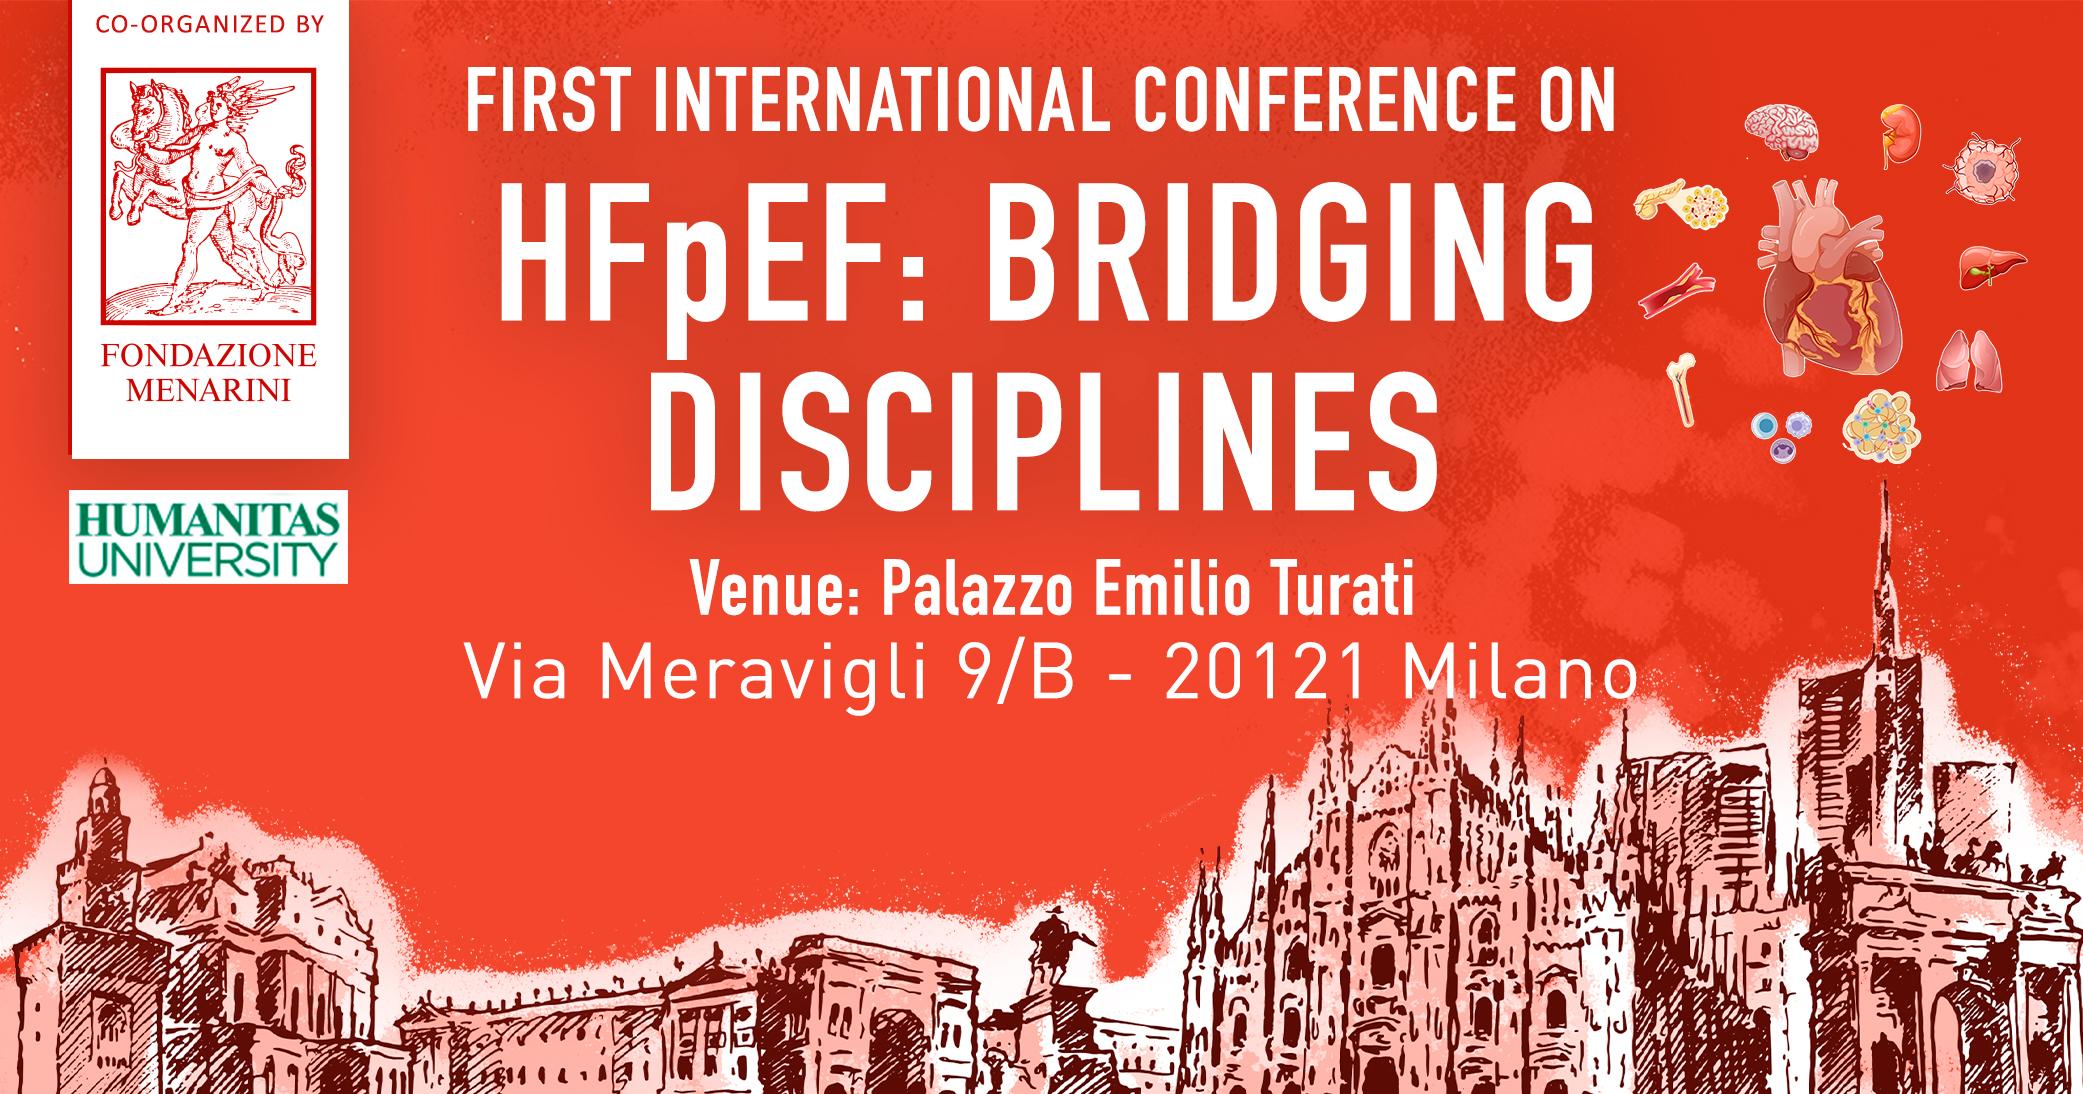 CO-ORGANIZED BY
FONDAZIONE
MENARINI
HUMANITAS
UNIVERSITY
FIRST INTERNATIONAL CONFERENCE ON
HFpEF: BRIDGING
DISCIPLINES
Venue: Palazzo Emilio Turati
Via Meravigli 9/B - 20121 Milano